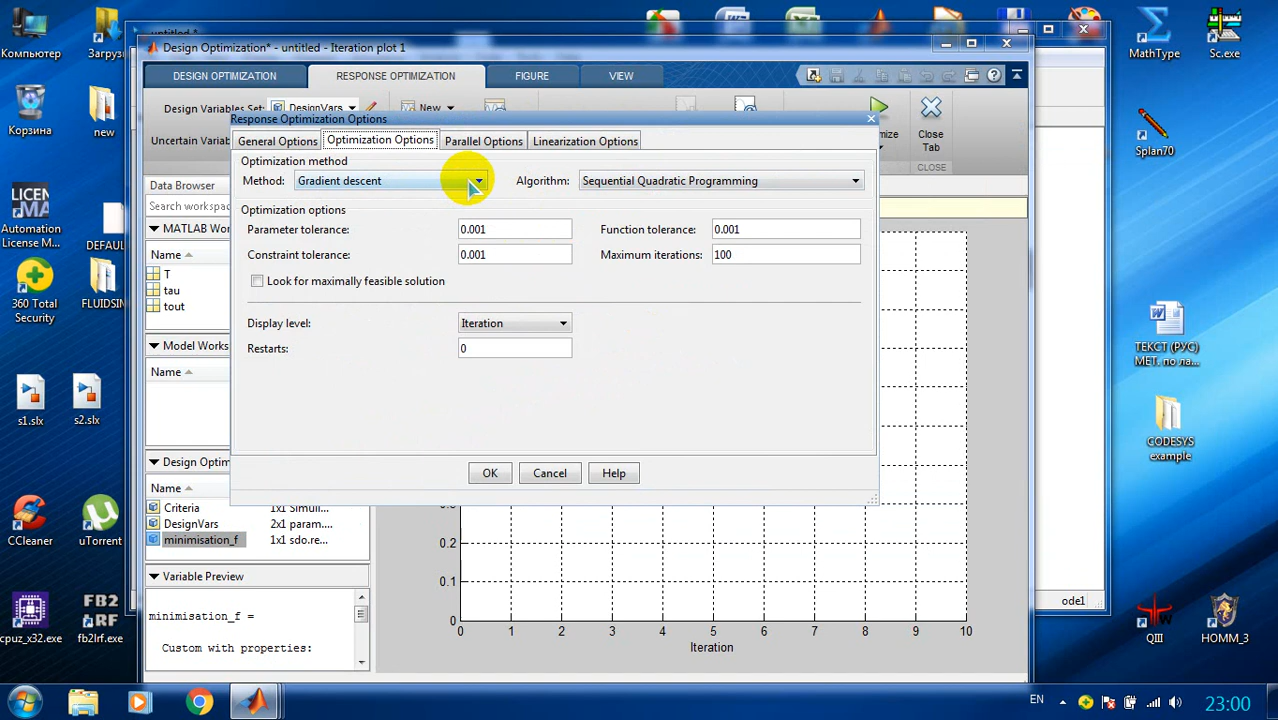 Компьютер
Загруз
untitled *
MathType
Sc.exe
Design Optimization* - untitled - Iteration plot 1
DESIGN OPTIMIZATION
RESPONSE OPTIMIZATION
FIGURE
VIEW
Design Variables Set:
DesignVars
New
Uncertain Variab
mize
Close
Tab
CLOSE
Корзина
new
Splan70
Response Optimization Options
General Options
Optimization Options
Parallel Options
Linearization Options
Optimization method
Method:
Gradient descent
Algorithm:
Sequential Quadratic Programming
Optimization options
Parameter tolerance:
0.001
Function tolerance:
0.001
Constraint tolerance:
0.001
Maximum iterations:
100
Look for maximally feasible solution
Display level:
Iteration
Restarts:
0
OK
Cancel
Help
Data Browser
Search workspa
MATLAB Wo
Name
T
tau
tout
Model Works
Name
Design Optim
Name
Criteria
1x1 Simuli...
DesignVars
2x1 param....
minimisation_f
1x1 sdo.re...
Variable Preview
minimisation_f =
Custom with properties:
0.2
0.1
0
0
1
2
3
4
5
6
7
8
9
10
Iteration
ode1
LICEN
Automation
License M...
DEFAUL
360 Total
Security
FLUIDSIN
s1.slx
s2.slx
CCleaner
uTorrent
cpuz_x32.exe
FB2
LRF
fb2lrf.exe
ТЕКСТ (РУС)
МЕТ. по ла...
CODESYS
example
QIII
HOMM_3
EN
23:00